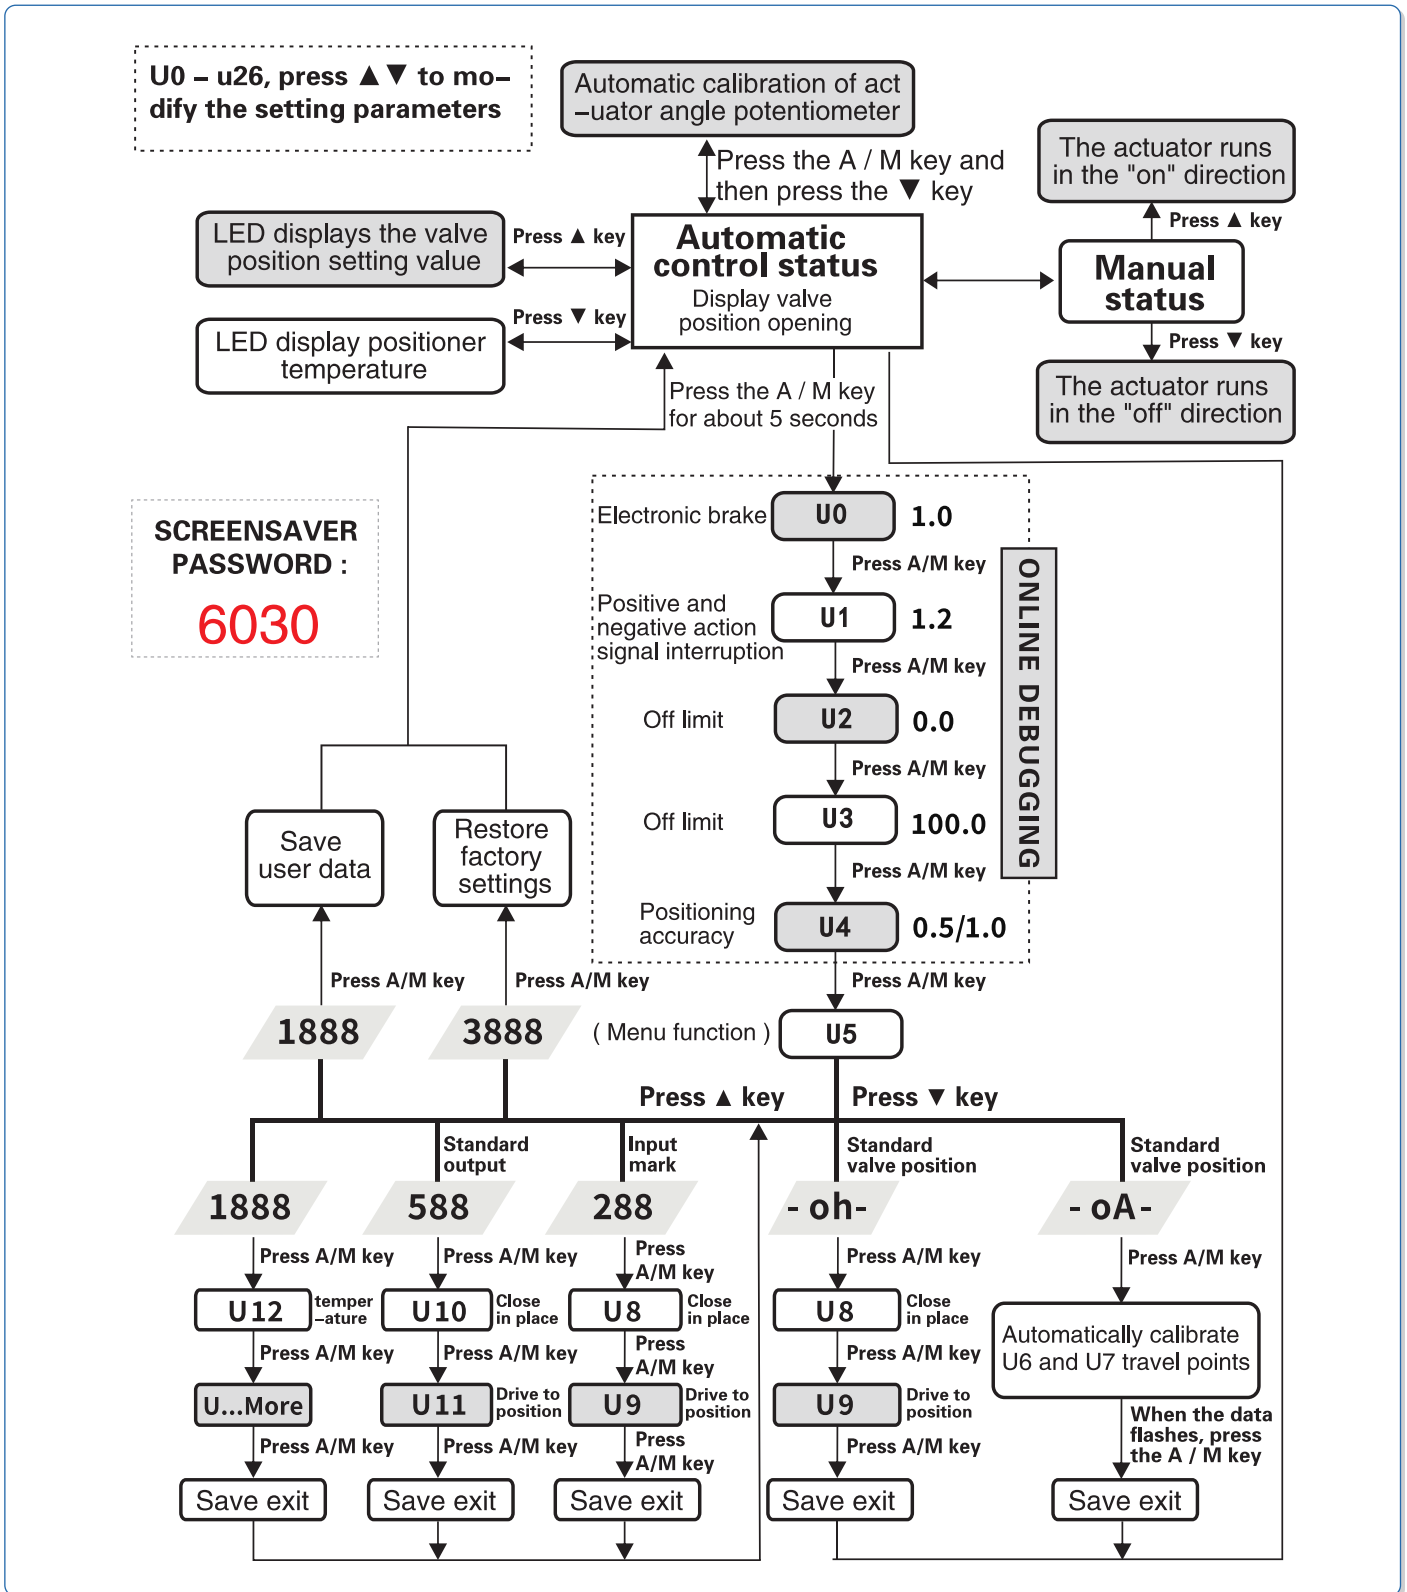 U0 – u26, press ▲▼ to mo–
dify the setting parameters
Automatic calibration of act
–uator angle potentiometer
Press the A / M key and
then press the ▼ key
The actuator runs
in the "on" direction
Press ▲ key
LED displays the valve
position setting value
Press ▲ key
Automatic
control status
Display valve
position opening
Manual
status
LED display positioner
temperature
Press ▼ key
Press ▼ key
The actuator runs
in the "off" direction
Press the A / M key
for about 5 seconds
SCREENSAVER
PASSWORD :
6030
Electronic brake
U0
1.0
Press A/M key
Positive and
negative action
signal interruption
U1
1.2
Press A/M key
Off limit
U2
0.0
Press A/M key
Off limit
U3
100.0
Press A/M key
Positioning
accuracy
U4
0.5/1.0
ONLINE DEBUGGING
Press A/M key
Save
user data
Restore
factory
settings
Press A/M key
Press A/M key
1888
3888
( Menu function )
U5
Press ▲ key
Press ▼ key
Standard
output
Input
mark
Standard
valve position
Standard
valve position
1888
588
288
- oh-
- oA-
Press A/M key
Press A/M key
Press
A/M key
Press A/M key
Press A/M key
U12
temper
–ature
U10
Close
in place
U8
Close
in place
U8
Close
in place
Automatically calibrate
U6 and U7 travel points
Press A/M key
Press A/M key
Press
A/M key
Press A/M key
U...More
U11
Drive to
position
U9
Drive to
position
U9
Drive to
position
When the data
flashes, press
the A / M key
Press A/M key
Press A/M key
Press
A/M key
Press A/M key
Save exit
Save exit
Save exit
Save exit
Save exit